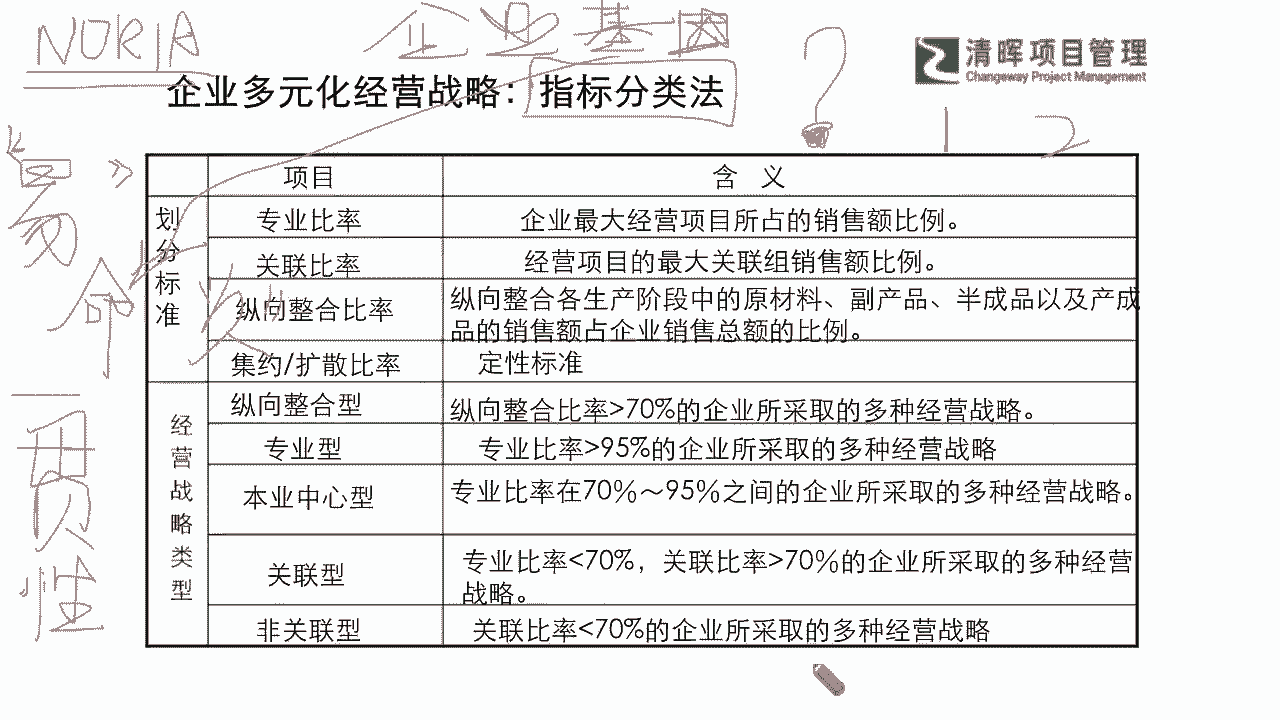 NOKIA
企业基因
?
清晖项目管理
Changeway Project Management
企业多元化经营战略：指标分类法
1 2
《易》
命
一贯性
项目 含 义
划分标准
专业比率 企业最大经营项目所占的销售额比例。
关联比率 经营项目的最大关联组销售额比例。
纵向整合比率 纵向整合各生产阶段中的原材料、副产品、半成品以及产成
品的销售额占企业销售总额的比例。
集约/扩散比率 定性标准
经营战略类型
纵向整合型 纵向整合比率>70%的企业所采取的多种经营战略。
专业型 专业比率>95%的企业所采取的多种经营战略
本业中心型 专业比率在70%～95%之间的企业所采取的多种经营战略。
关联型 专业比率<70%，关联比率>70%的企业所采取的多种经营
战略。
非关联型 关联比率<70%的企业所采取的多种经营战略